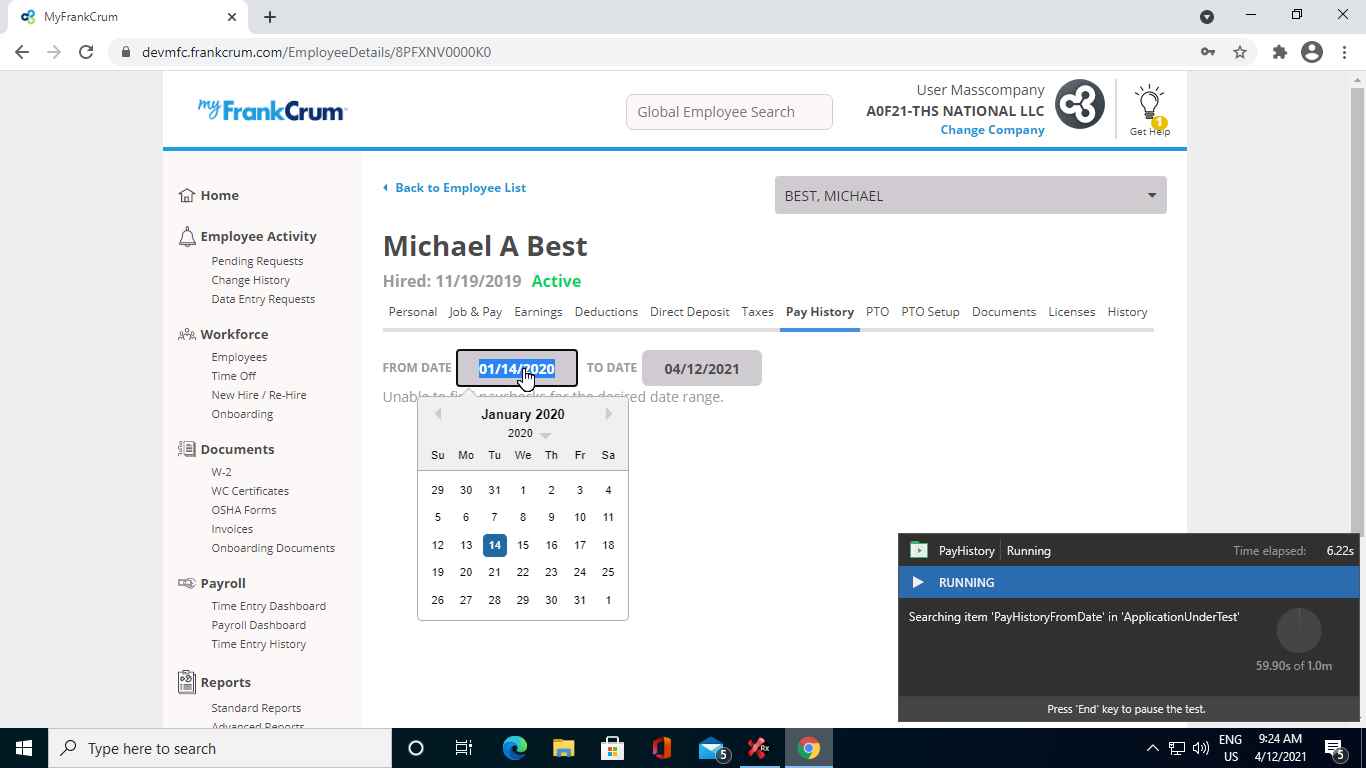 MyFrankCrum
devmfc.frankcrum.com/EmployeeDetails/8PFXNV0000K0
my FrankCrum
Global Employee Search
User Masscompany
A0F21-THS NATIONAL LLC
Change Company
1
Get Help
Home
Employee Activity
Pending Requests
Change History
Data Entry Requests
Workforce
Employees
Time Off
New Hire / Re-Hire
Onboarding
Documents
W-2
WC Certificates
OSHA Forms
Invoices
Onboarding Documents
Payroll
Time Entry Dashboard
Payroll Dashboard
Time Entry History
Reports
Standard Reports
Advanced Reports
Back to Employee List
BEST, MICHAEL
Michael A Best
Hired: 11/19/2019 Active
Personal Job & Pay Earnings Deductions Direct Deposit Taxes Pay History PTO PTO Setup Documents Licenses History
FROM DATE 01/14/2020 TO DATE 04/12/2021
Unable to find paychecks for the desired date range.
January 2020
2020
Su Mo Tu We Th Fr Sa
29 30 31 1 2 3 4
5 6 7 8 9 10 11
12 13 14 15 16 17 18
19 20 21 22 23 24 25
26 27 28 29 30 31 1
PayHistory Running Time elapsed: 6.22s
RUNNING
Searching item 'PayHistoryFromDate' in 'ApplicationUnderTest'
59.90s of 1.0m
Press 'End' key to pause the test.
Type here to search
5
Rx
ENG
US
9:24 AM
4/12/2021
5